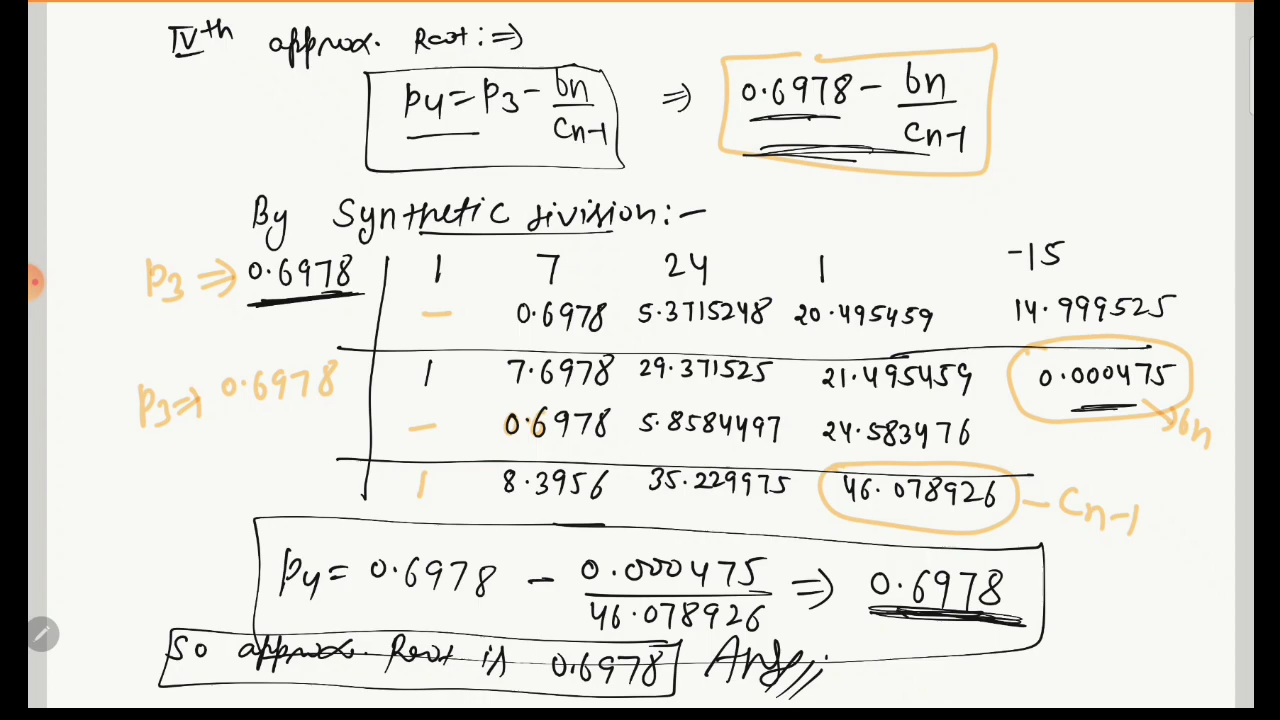 IVth approx. Root :⇒
p4 = p3 - bn/Cn-1 ⇒ 0.6978 - bn/Cn-1
By Synthetic division :-
P3 ⇒ 0.6978 | 1 7 24 1 -15
- 0.6978 5.3715248 20.495459 14.999525
1 7.6978 29.371525 21.495459 0.000475 → bn
P3 ⇒ 0.6978 - 0.6978 5.8584497 24.583476
1 8.3956 35.229975 46.078926 - Cn-1
p4 = 0.6978 - 0.000475/46.078926 ⇒ 0.6978
So approx. Root is 0.6978 Ans